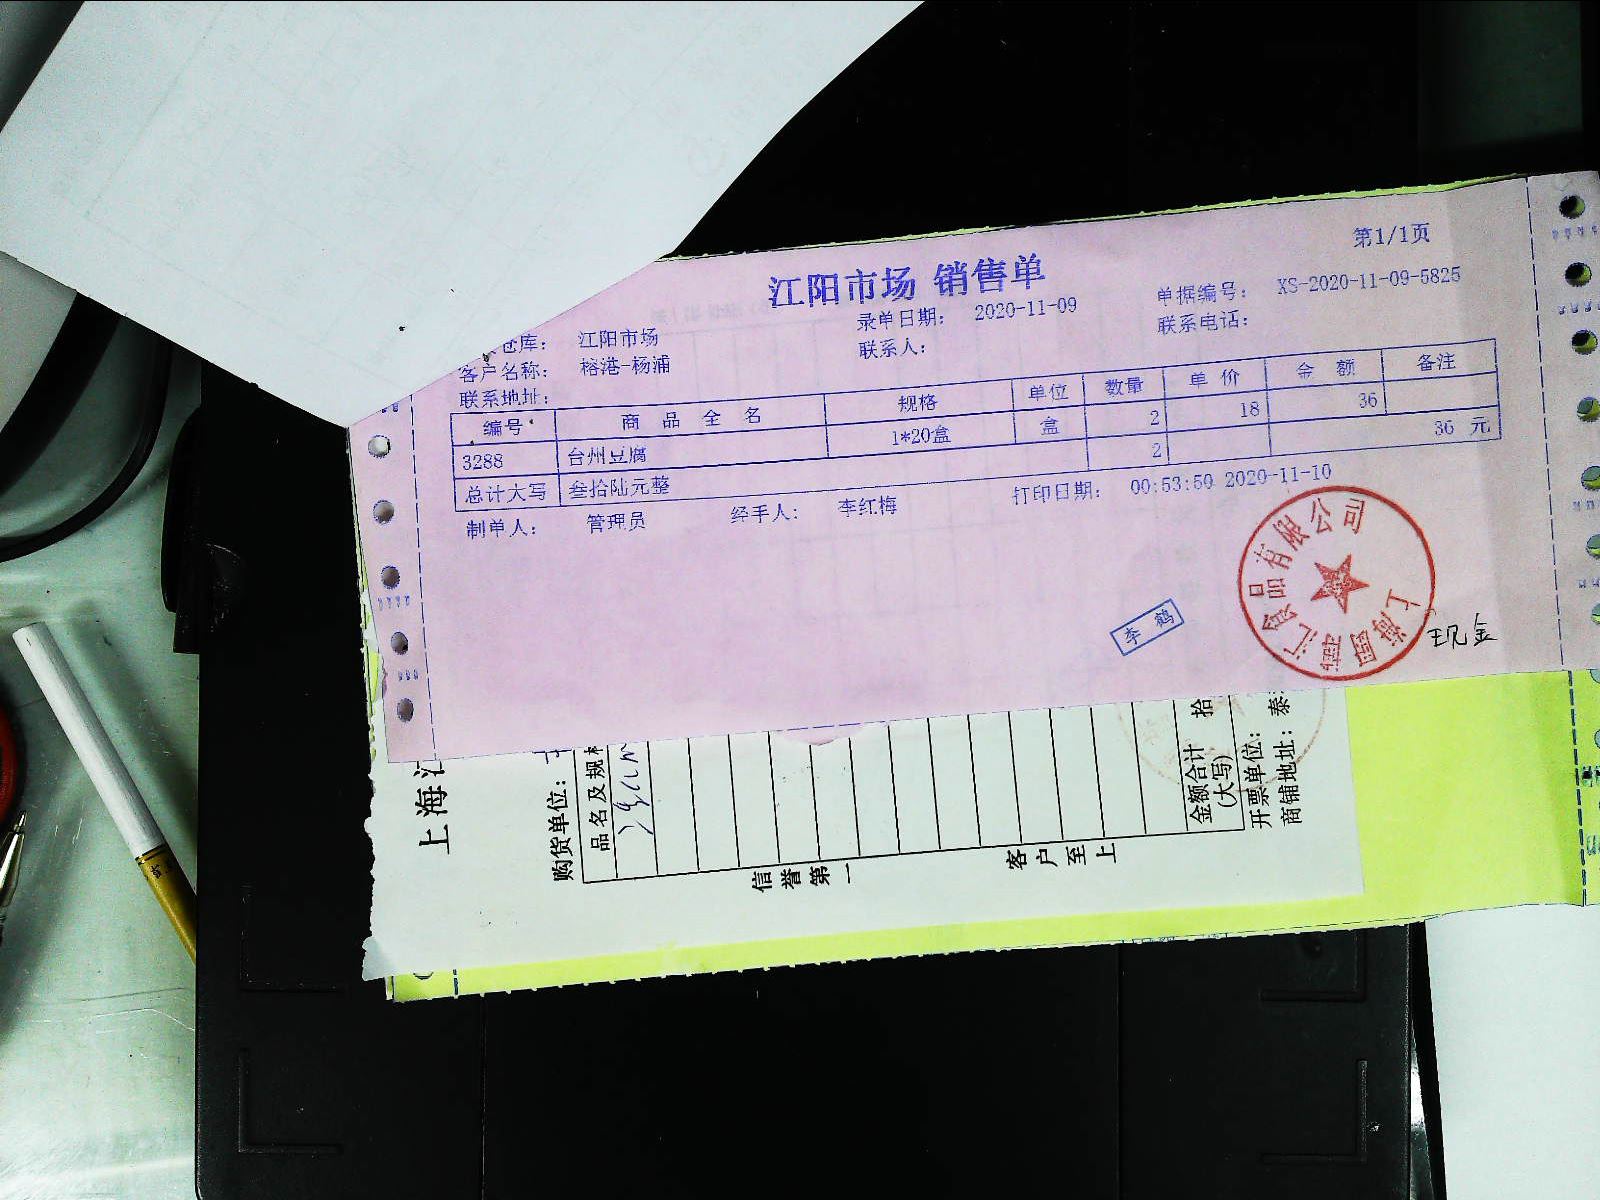 第1/1页
江阳市场 销售单
仓库： 江阳市场 录单日期： 2020-11-09 单据编号： XS-2020-11-09-5825
客户名称： 榕港-杨浦 联系人： 联系电话：
联系地址：
编号 商品全名 规格 单位 数量 单价 金额 备注
3288 台州豆腐 1*20盒 盒 2 18 36
2 36 元
总计大写 叁拾陆元整
制单人： 管理员 经手人： 李红梅 打印日期： 00:53:50 2020-11-10
李鹤
食品有限公司
上海
现金
上海
购货单位：
品名及规格
信誉第一
客户至上
金额合计
(大写)
拾
开票单位：
商铺地址： 泰